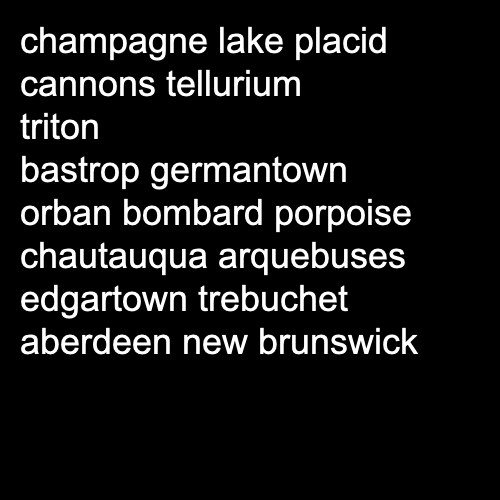 champagne lake placid
cannons tellurium
triton
bastrop germantown
orban bombard porpoise
chautauqua arquebuses
edgartown trebuchet
aberdeen new brunswick